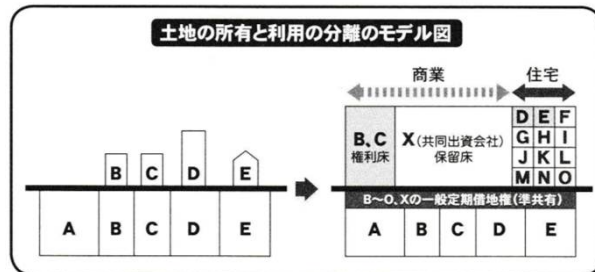 土地の所有と利用の分離のモデル図
B C D E
A B C D E
商業 住宅
B、C
権利床
X(共同出資会社)
保留床
D E F
G H I
J K L
M N O
B〜O、Xの一般定期借地権(準共有)
A B C D E